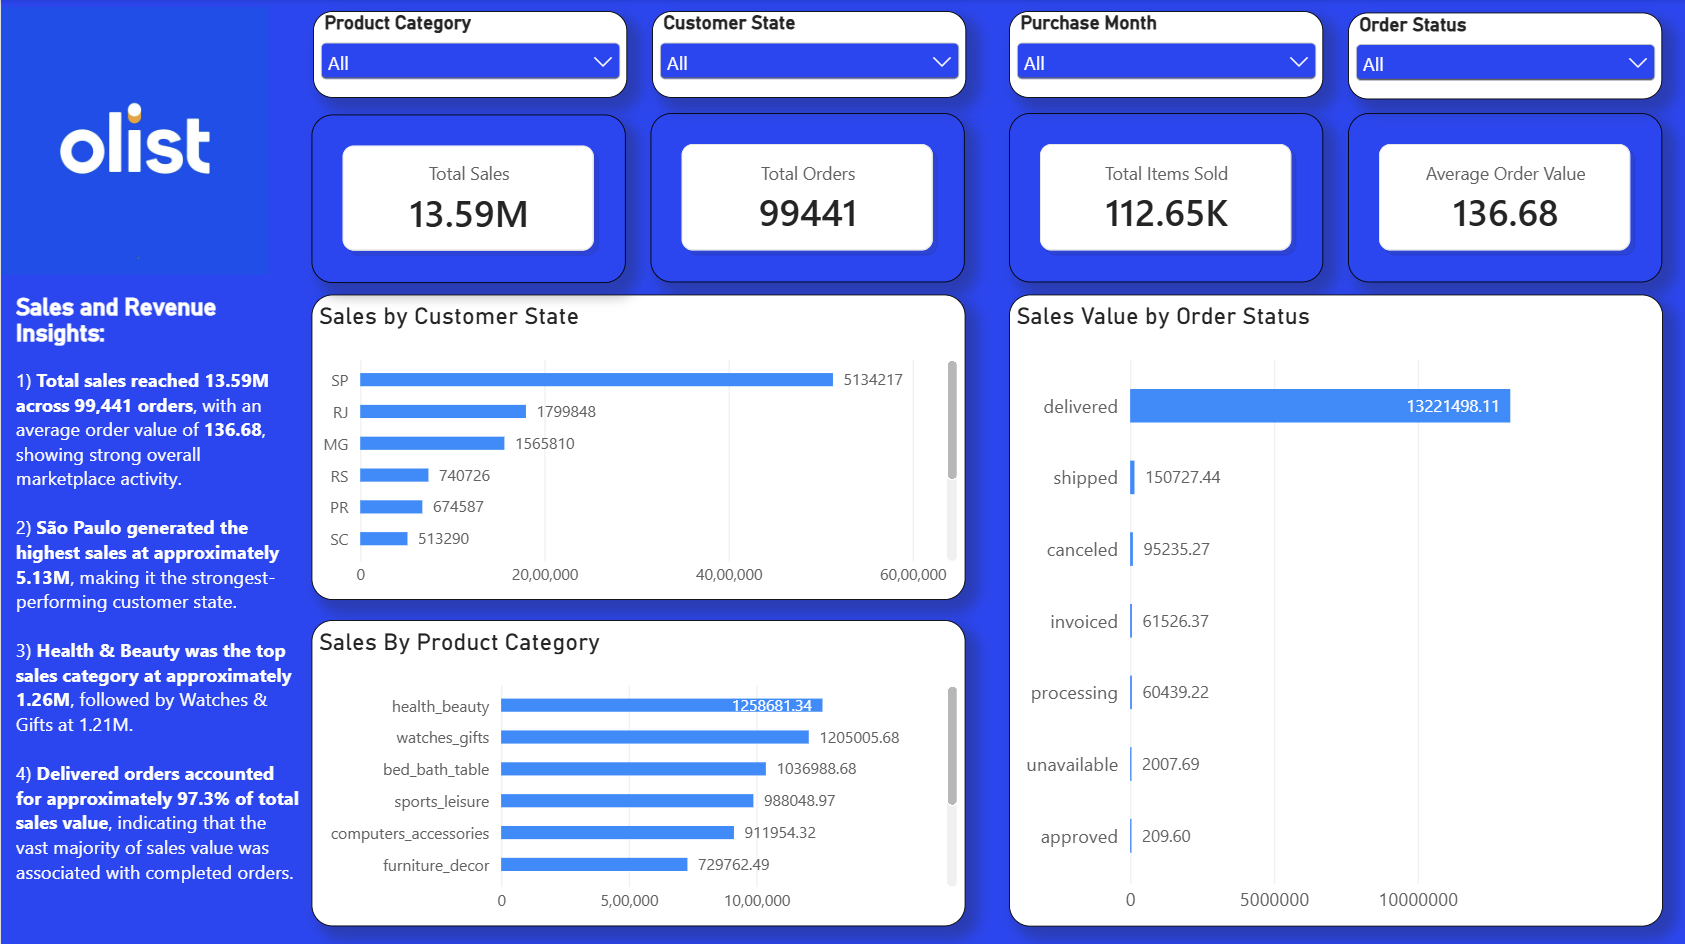 olist
Product Category
All
Customer State
All
Purchase Month
All
Order Status
All
Total Sales
13.59M
Total Orders
99441
Total Items Sold
112.65K
Average Order Value
136.68
Sales and Revenue
Insights:
1) Total sales reached 13.59M
across 99,441 orders, with an
average order value of 136.68,
showing strong overall
marketplace activity.
2) São Paulo generated the
highest sales at approximately
5.13M, making it the strongest-
performing customer state.
3) Health & Beauty was the top
sales category at approximately
1.26M, followed by Watches &
Gifts at 1.21M.
4) Delivered orders accounted
for approximately 97.3% of total
sales value, indicating that the
vast majority of sales value was
associated with completed orders.
Sales by Customer State
SP 5134217
RJ 1799848
MG 1565810
RS 740726
PR 674587
SC 513290
0 20,00,000 40,00,000 60,00,000
Sales By Product Category
health_beauty 1258681.34
watches_gifts 1205005.68
bed_bath_table 1036988.68
sports_leisure 988048.97
computers_accessories 911954.32
furniture_decor 729762.49
0 5,00,000 10,00,000
Sales Value by Order Status
delivered 13221498.11
shipped 150727.44
canceled 95235.27
invoiced 61526.37
processing 60439.22
unavailable 2007.69
approved 209.60
0 5000000 10000000